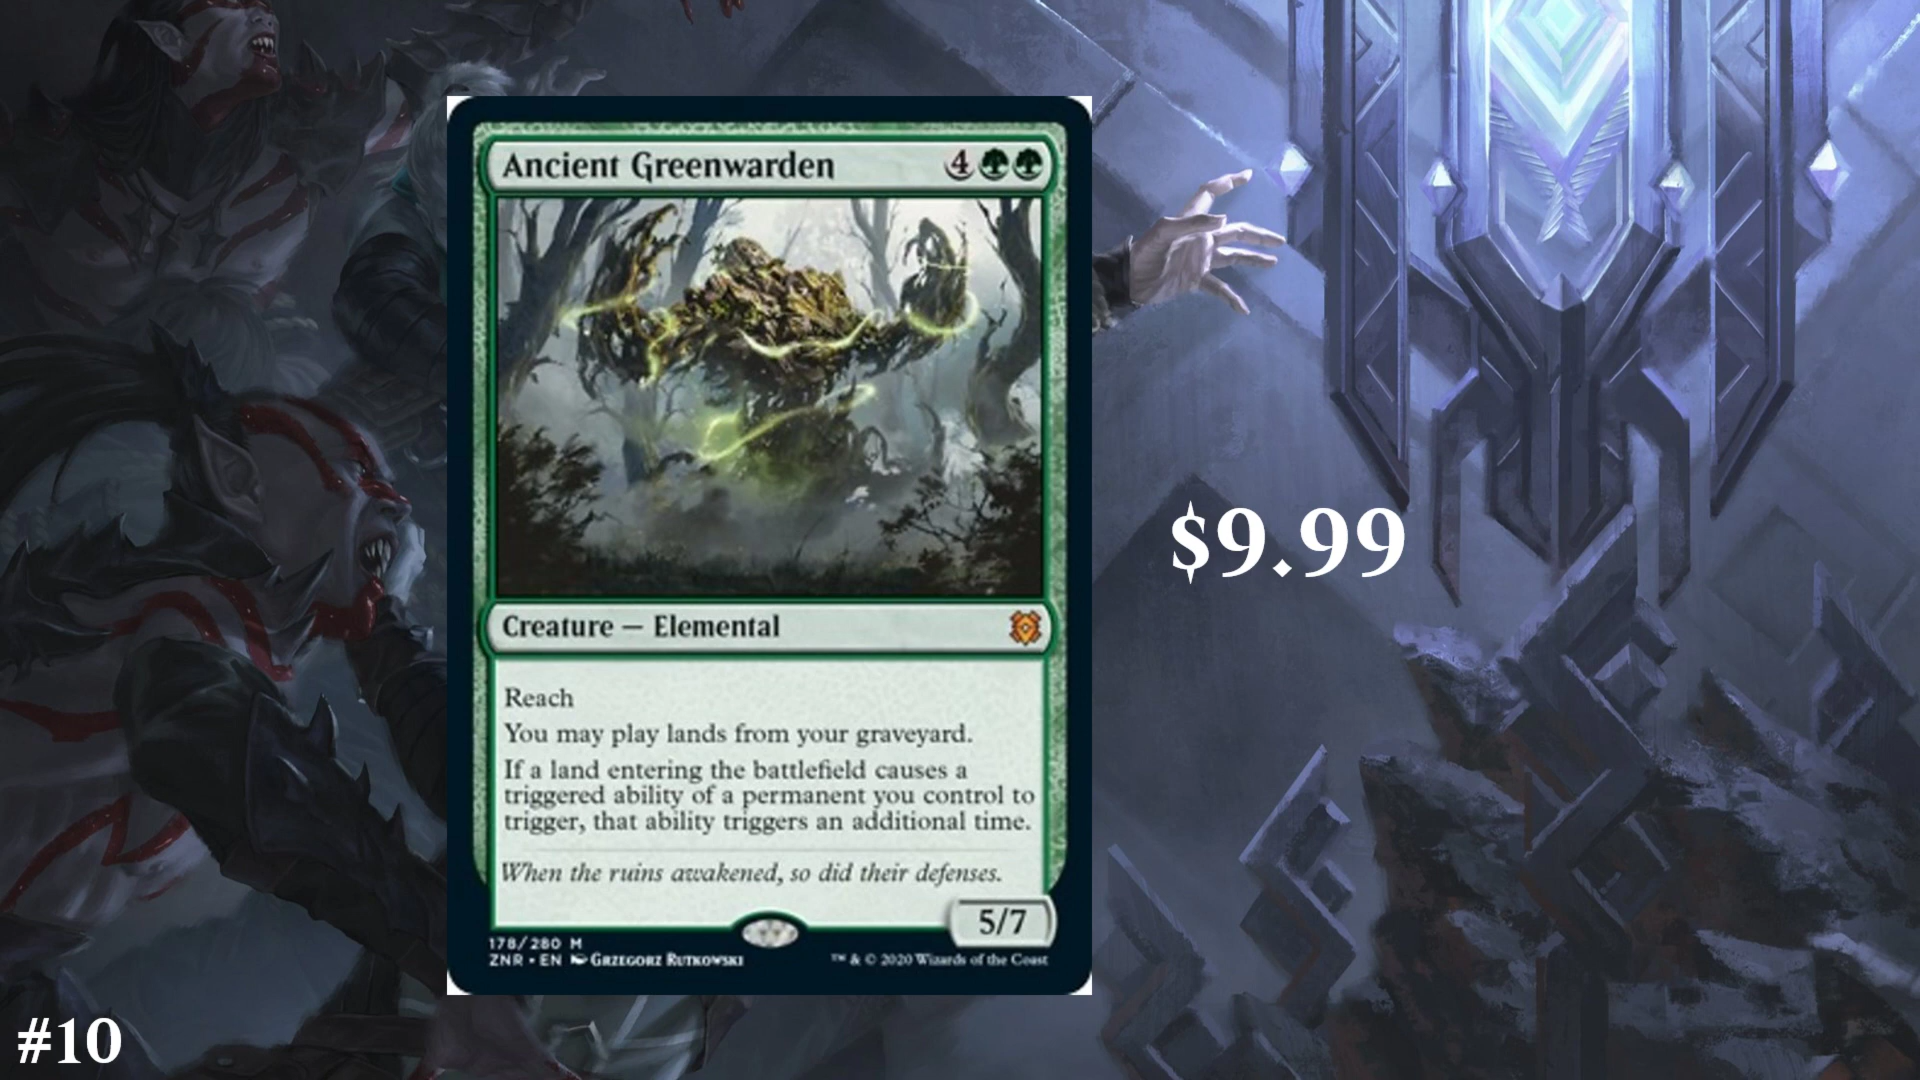 Ancient Greenwarden 4
Creature — Elemental
Reach
You may play lands from your graveyard.
If a land entering the battlefield causes a
triggered ability of a permanent you control to
trigger, that ability triggers an additional time.
When the ruins awakened, so did their defenses.
5/7
178/280 M
ZNR • EN Grzegorz Rutkowski
™ & © 2020 Wizards of the Coast
$9.99
#10